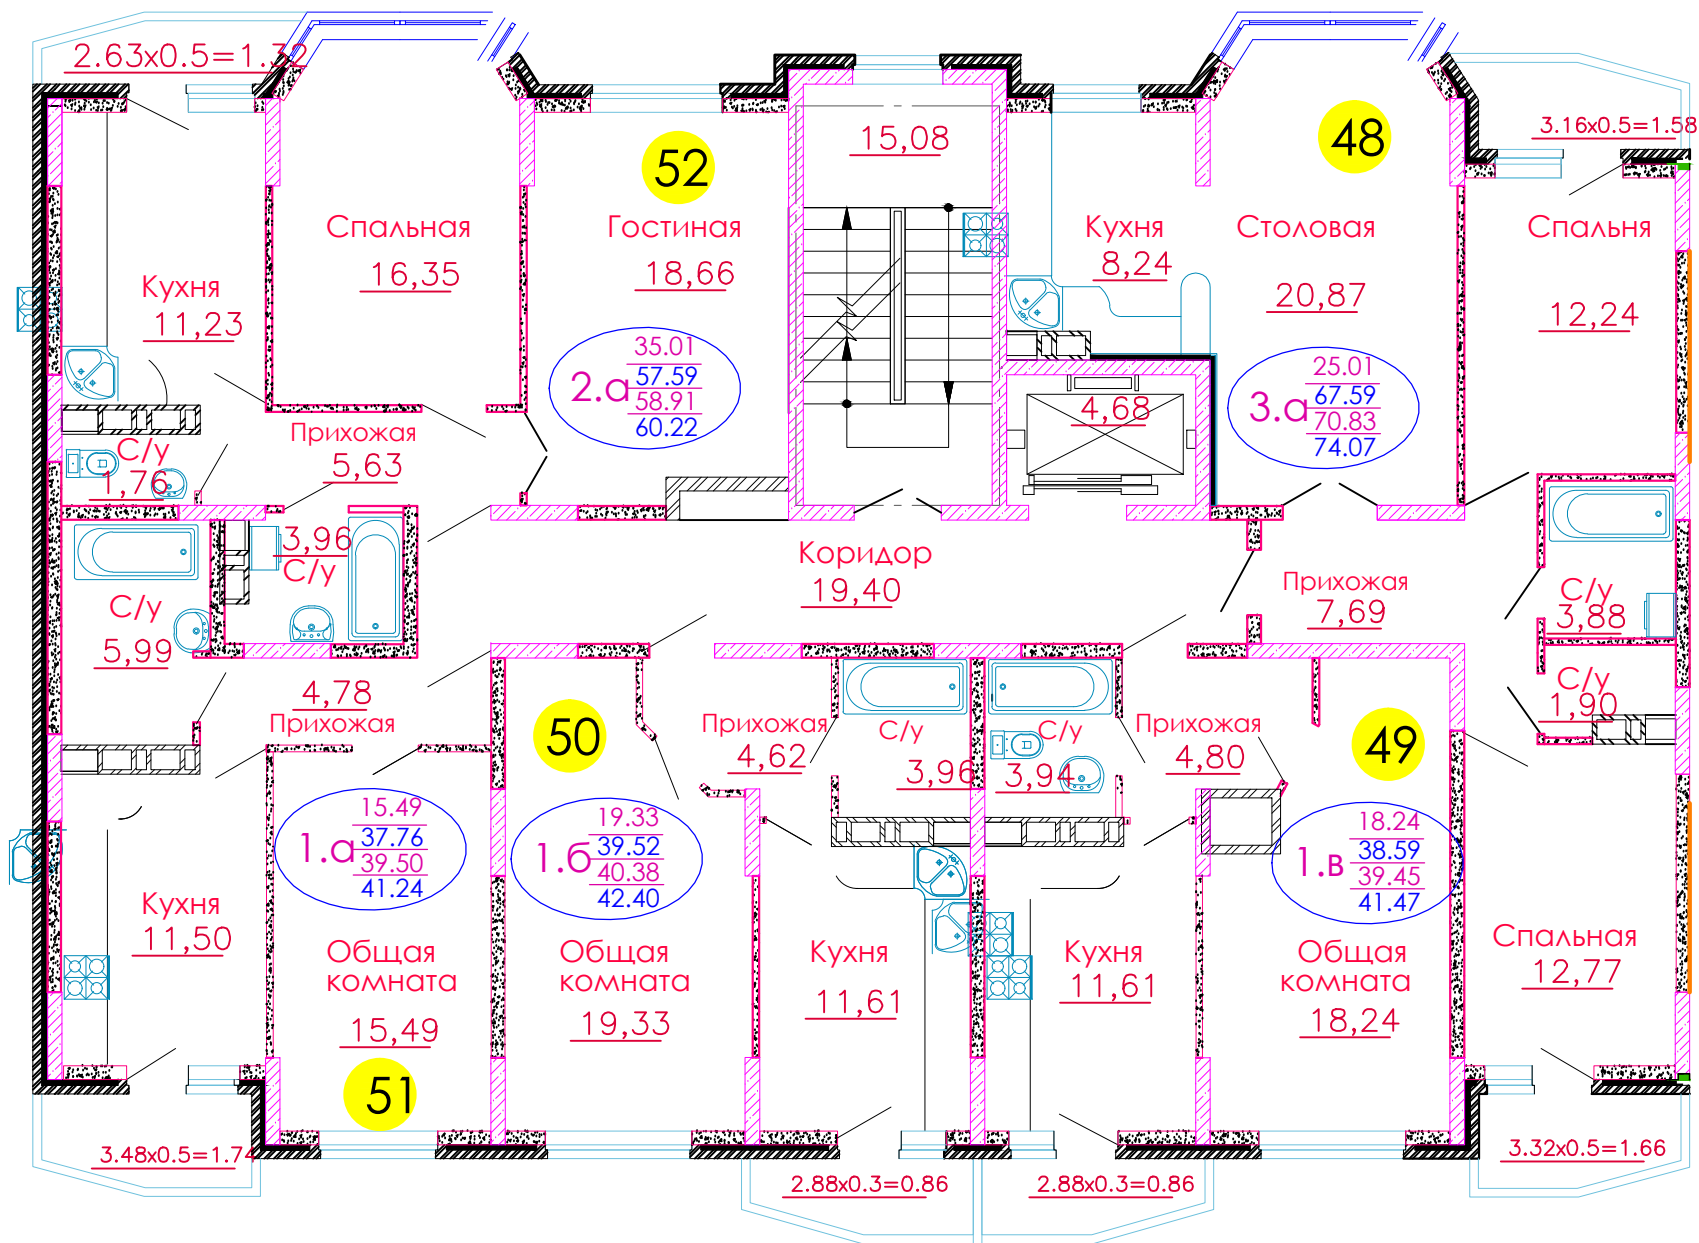 2.63x0.5=1.32
48
3.16x0.5=1.58
15,08
52
Спальная
16,35
Гостиная
18,66
Кухня
8,24
Столовая
20,87
Спальня
12,24
Кухня
11,23
2.а
35.01
57.59
58.91
60.22
3.а
25.01
67.59
70.83
74.07
4,68
С/у
1,76
Прихожая
5,63
3,96
С/у
Коридор
19,40
Прихожая
7,69
С/у
3,88
С/у
5,99
4,78
Прихожая
50
Прихожая
4,62
С/у
3,96
С/у
3,94
Прихожая
4,80
49
С/у
1,90
1.а
15.49
37.76
39.50
41.24
1.б
19.33
39.52
40.38
42.40
1.в
18.24
38.59
39.45
41.47
Кухня
11,50
Общая
комната
15,49
Общая
комната
19,33
Кухня
11,61
Кухня
11,61
Общая
комната
18,24
Спальная
12,77
51
3.48x0.5=1.74
2.88x0.3=0.86
2.88x0.3=0.86
3.32x0.5=1.66